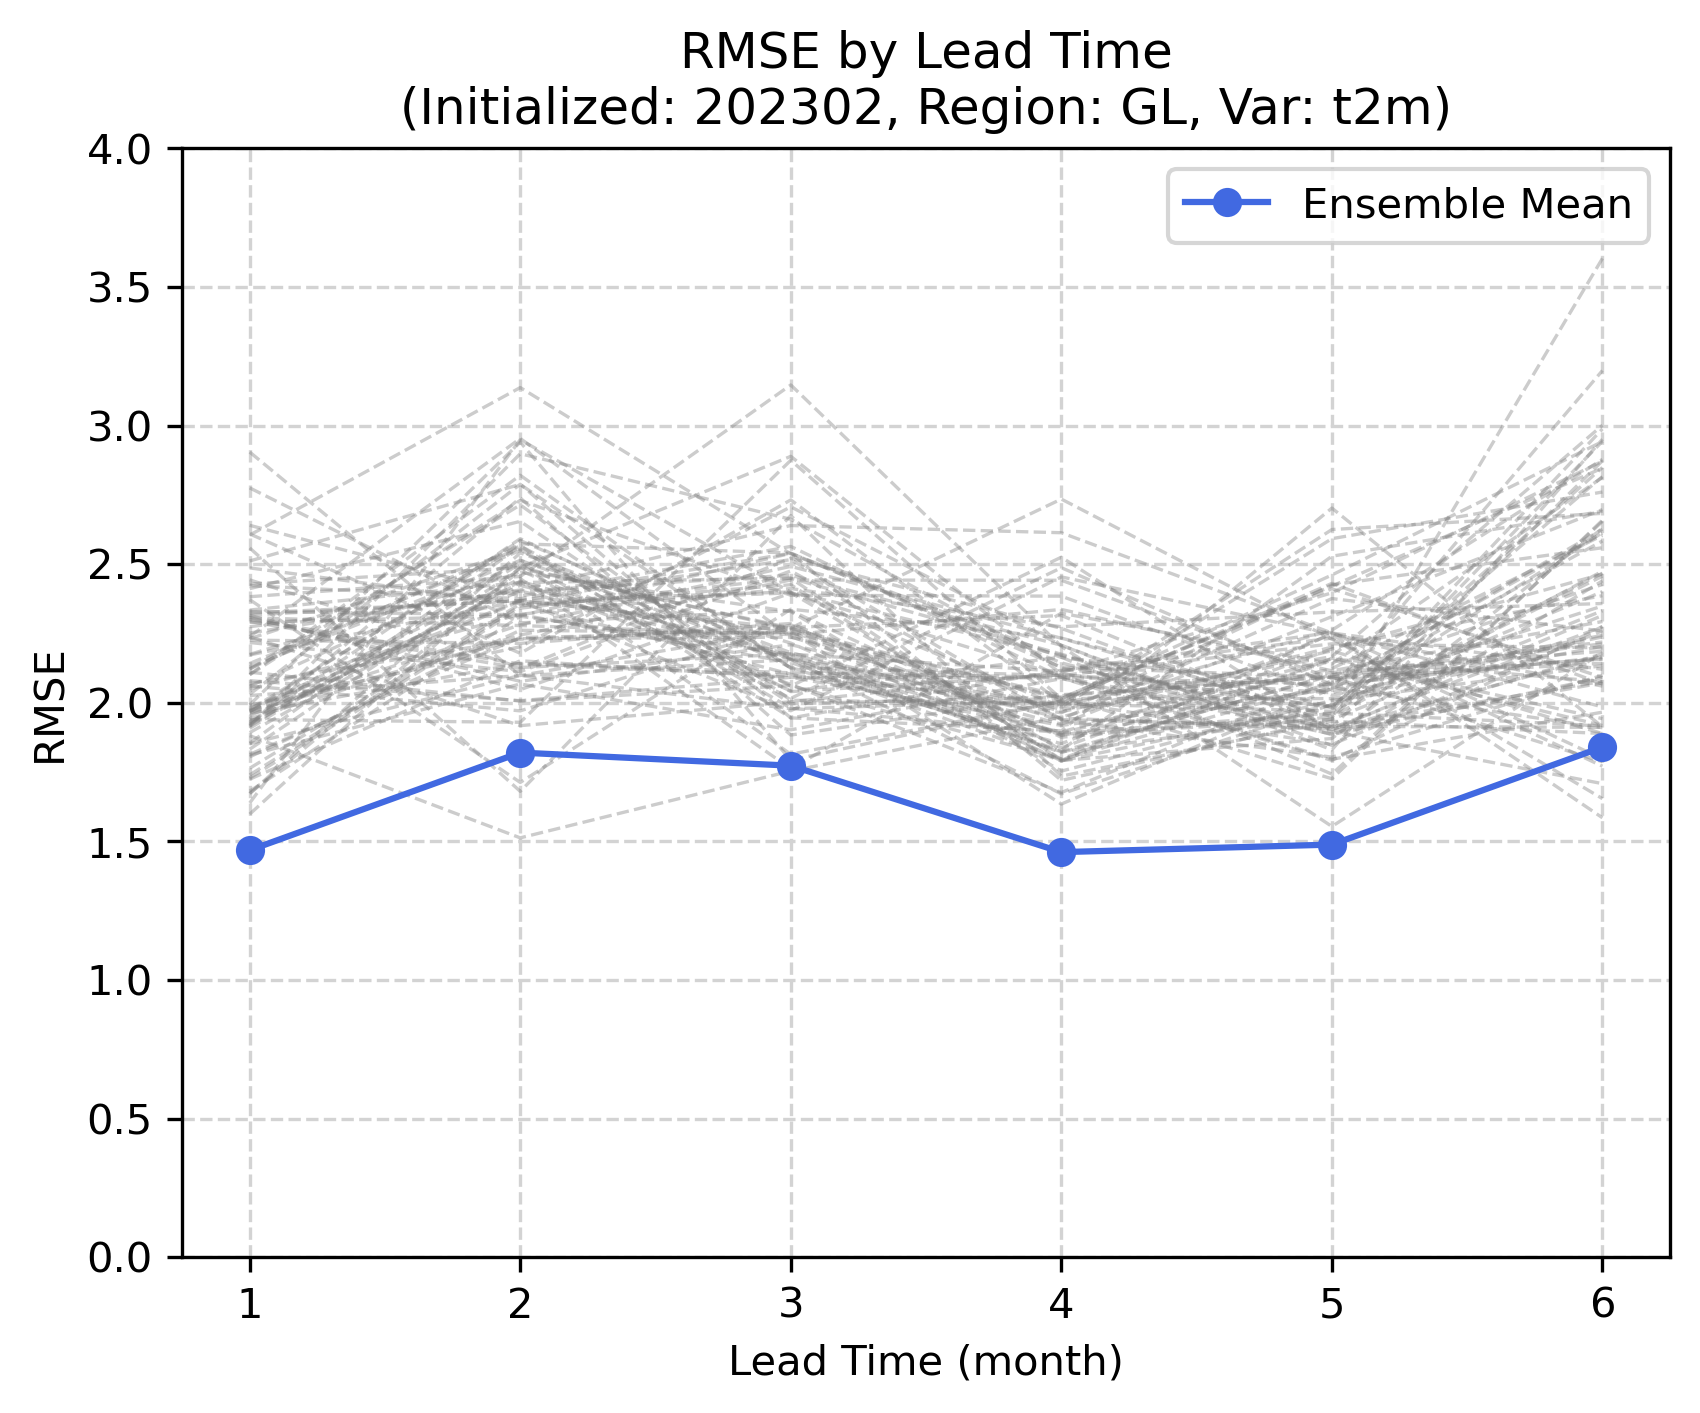 RMSE by Lead Time
(Initialized: 202302, Region: GL, Var: t2m)
Ensemble Mean
RMSE
4.0
3.5
3.0
2.5
2.0
1.5
1.0
0.5
0.0
1 2 3 4 5 6
Lead Time (month)